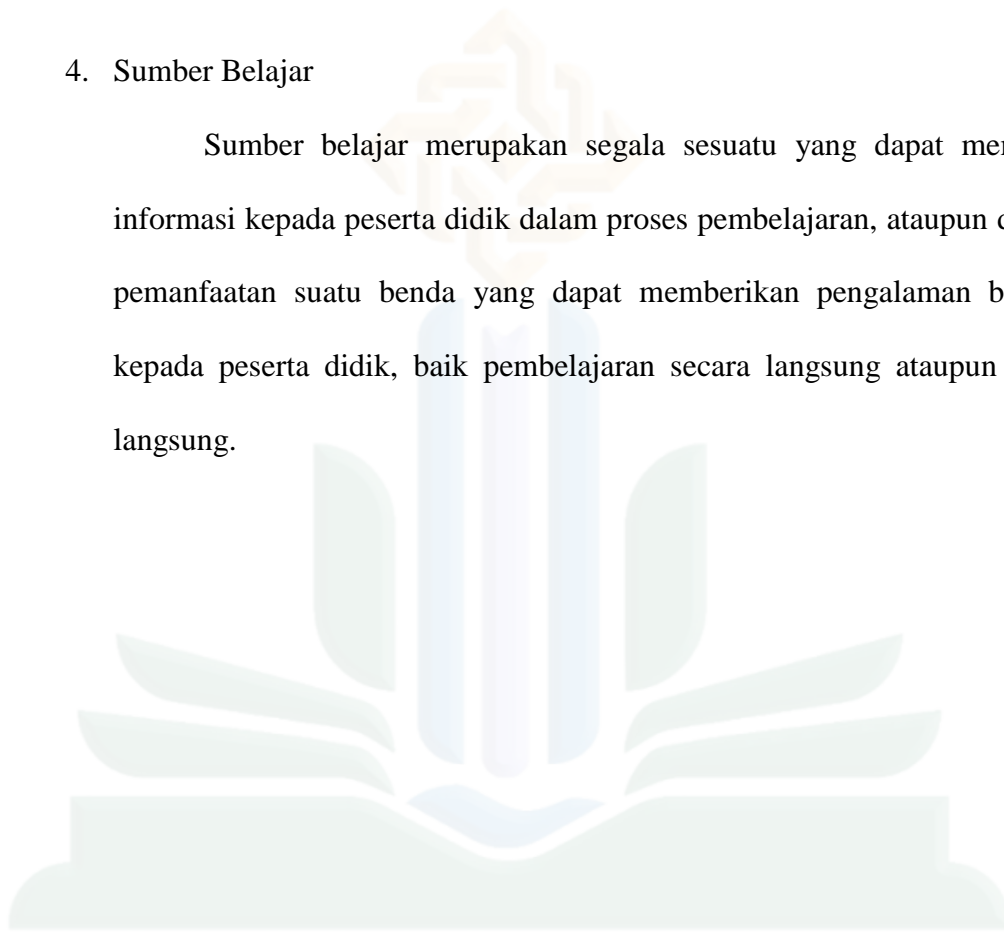 4. Sumber Belajar
Sumber belajar merupakan segala sesuatu yang dapat
informasi kepada peserta didik dalam proses pembelajaran, ataupun
pemanfaatan suatu benda yang dapat memberikan pengalaman
kepada peserta didik, baik pembelajaran secara langsung ataupun
langsung.